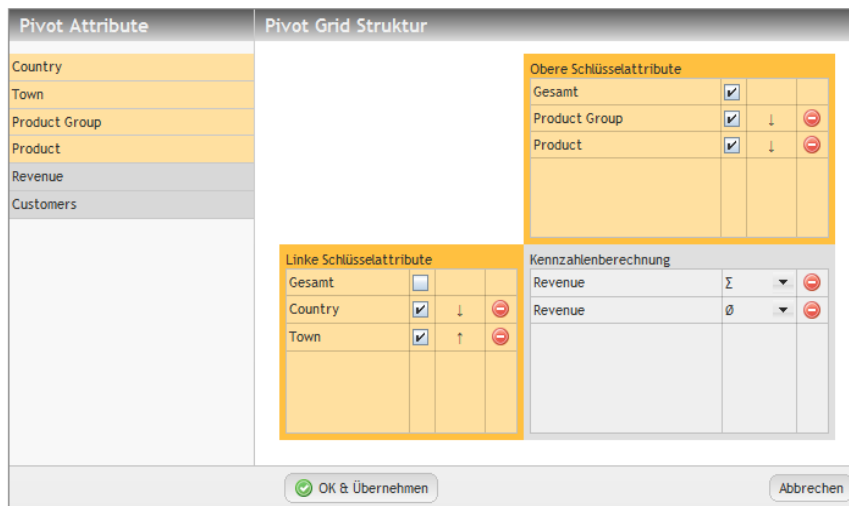 Pivot Attribute
Pivot Grid Struktur
Country
Town
Product Group
Product
Revenue
Customers
Obere Schlüsselattribute
Gesamt
Product Group ↓
Product ↓
Linke Schlüsselattribute
Gesamt
Country ↓
Town ↑
Kennzahlenberechnung
Revenue Σ
Revenue Ø
OK & Übernehmen
Abbrechen